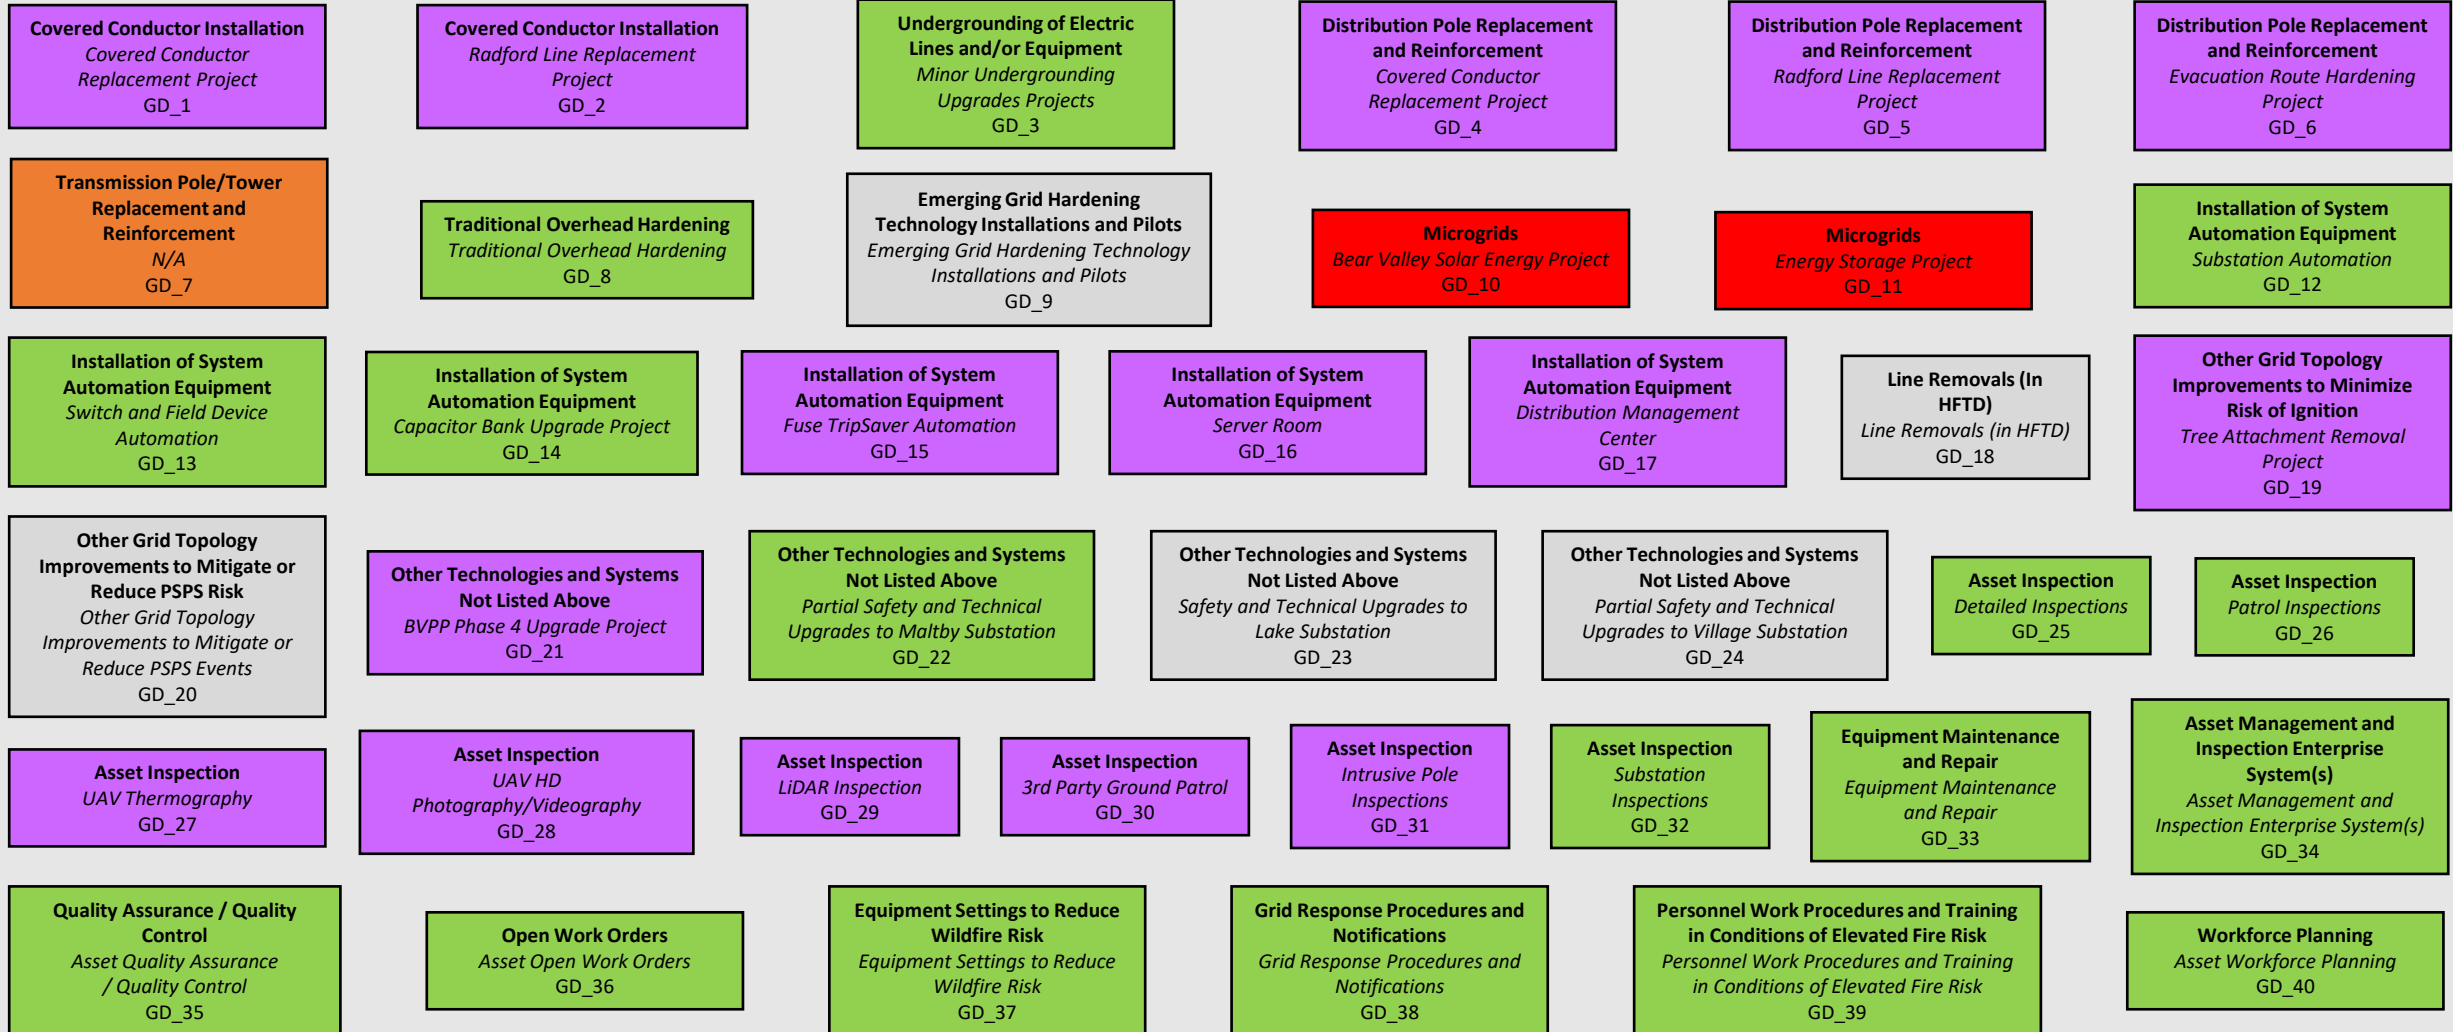 Covered Conductor Installation
Covered Conductor
Replacement Project
GD_1
Covered Conductor Installation
Radford Line Replacement
Project
GD_2
Undergrounding of Electric
Lines and/or Equipment
Minor Undergrounding
Upgrades Projects
GD_3
Distribution Pole Replacement
and Reinforcement
Covered Conductor
Replacement Project
GD_4
Distribution Pole Replacement
and Reinforcement
Radford Line Replacement
Project
GD_5
Distribution Pole Replacement
and Reinforcement
Evacuation Route Hardening
Project
GD_6
Transmission Pole/Tower
Replacement and
Reinforcement
N/A
GD_7
Traditional Overhead Hardening
Traditional Overhead Hardening
GD_8
Emerging Grid Hardening
Technology Installations and Pilots
Emerging Grid Hardening Technology
Installations and Pilots
GD_9
Microgrids
Bear Valley Solar Energy Project
GD_10
Microgrids
Energy Storage Project
GD_11
Installation of System
Automation Equipment
Substation Automation
GD_12
Installation of System
Automation Equipment
Switch and Field Device
Automation
GD_13
Installation of System
Automation Equipment
Capacitor Bank Upgrade Project
GD_14
Installation of System
Automation Equipment
Fuse TripSaver Automation
GD_15
Installation of System
Automation Equipment
Server Room
GD_16
Installation of System
Automation Equipment
Distribution Management
Center
GD_17
Line Removals (In
HFTD)
Line Removals (in HFTD)
GD_18
Other Grid Topology
Improvements to Minimize
Risk of Ignition
Tree Attachment Removal
Project
GD_19
Other Grid Topology
Improvements to Mitigate or
Reduce PSPS Risk
Other Grid Topology
Improvements to Mitigate or
Reduce PSPS Events
GD_20
Other Technologies and Systems
Not Listed Above
BVPP Phase 4 Upgrade Project
GD_21
Other Technologies and Systems
Not Listed Above
Partial Safety and Technical
Upgrades to Maltby Substation
GD_22
Other Technologies and Systems
Not Listed Above
Safety and Technical Upgrades to
Lake Substation
GD_23
Other Technologies and Systems
Not Listed Above
Partial Safety and Technical
Upgrades to Village Substation
GD_24
Asset Inspection
Detailed Inspections
GD_25
Asset Inspection
Patrol Inspections
GD_26
Asset Inspection
UAV Thermography
GD_27
Asset Inspection
UAV HD
Photography/Videography
GD_28
Asset Inspection
LiDAR Inspection
GD_29
Asset Inspection
3rd Party Ground Patrol
GD_30
Asset Inspection
Intrusive Pole
Inspections
GD_31
Asset Inspection
Substation
Inspections
GD_32
Equipment Maintenance
and Repair
Equipment Maintenance
and Repair
GD_33
Asset Management and
Inspection Enterprise
System(s)
Asset Management and
Inspection Enterprise System(s)
GD_34
Quality Assurance / Quality
Control
Asset Quality Assurance
/ Quality Control
GD_35
Open Work Orders
Asset Open Work Orders
GD_36
Equipment Settings to Reduce
Wildfire Risk
Equipment Settings to Reduce
Wildfire Risk
GD_37
Grid Response Procedures and
Notifications
Grid Response Procedures and
Notifications
GD_38
Personnel Work Procedures and Training
in Conditions of Elevated Fire Risk
Personnel Work Procedures and Training
in Conditions of Elevated Fire Risk
GD_39
Workforce Planning
Asset Workforce Planning
GD_40